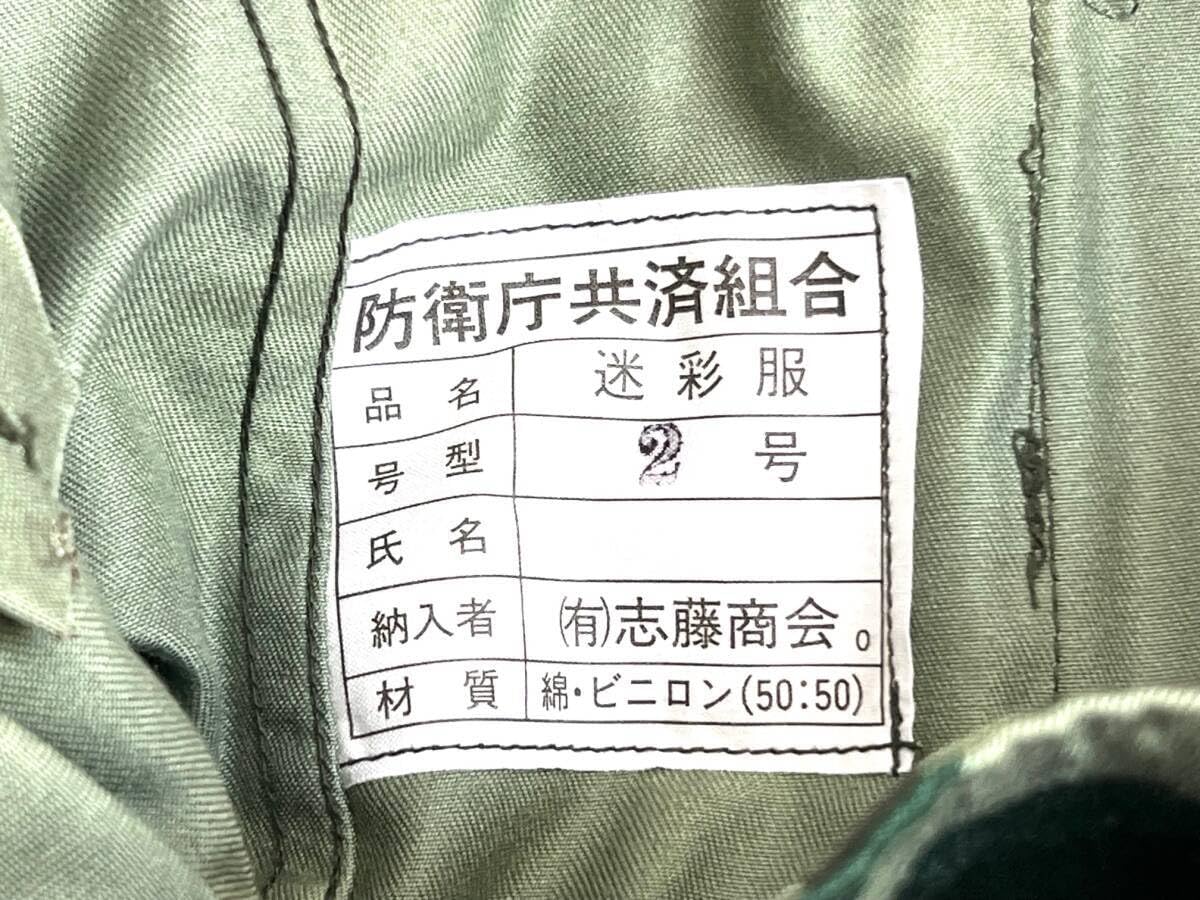 防衛庁共済組合
品名 迷彩服
号型 2号
氏名
納入者 ㈲志藤商会。
材質 綿・ビニロン(50:50)